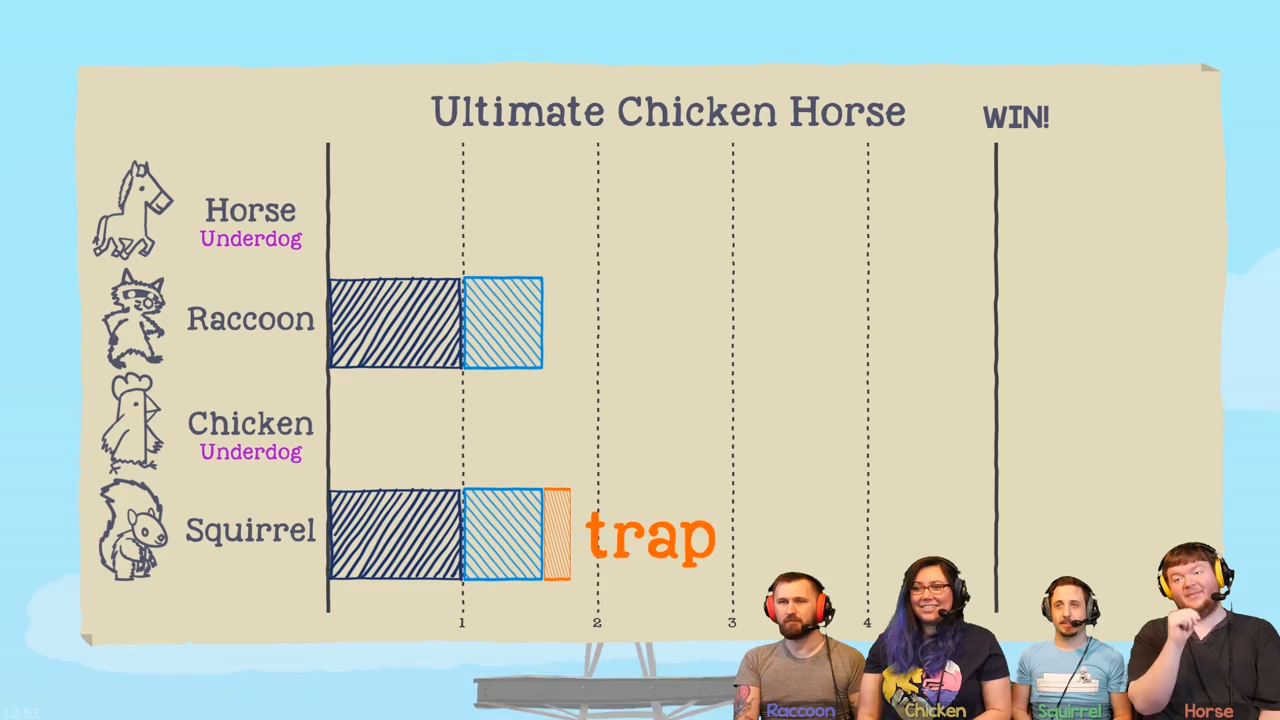 Ultimate Chicken Horse
WIN!
Horse
Underdog
Raccoon
Chicken
Underdog
Squirrel
trap
1 2 3 4
Raccoon Chicken Squirrel Horse